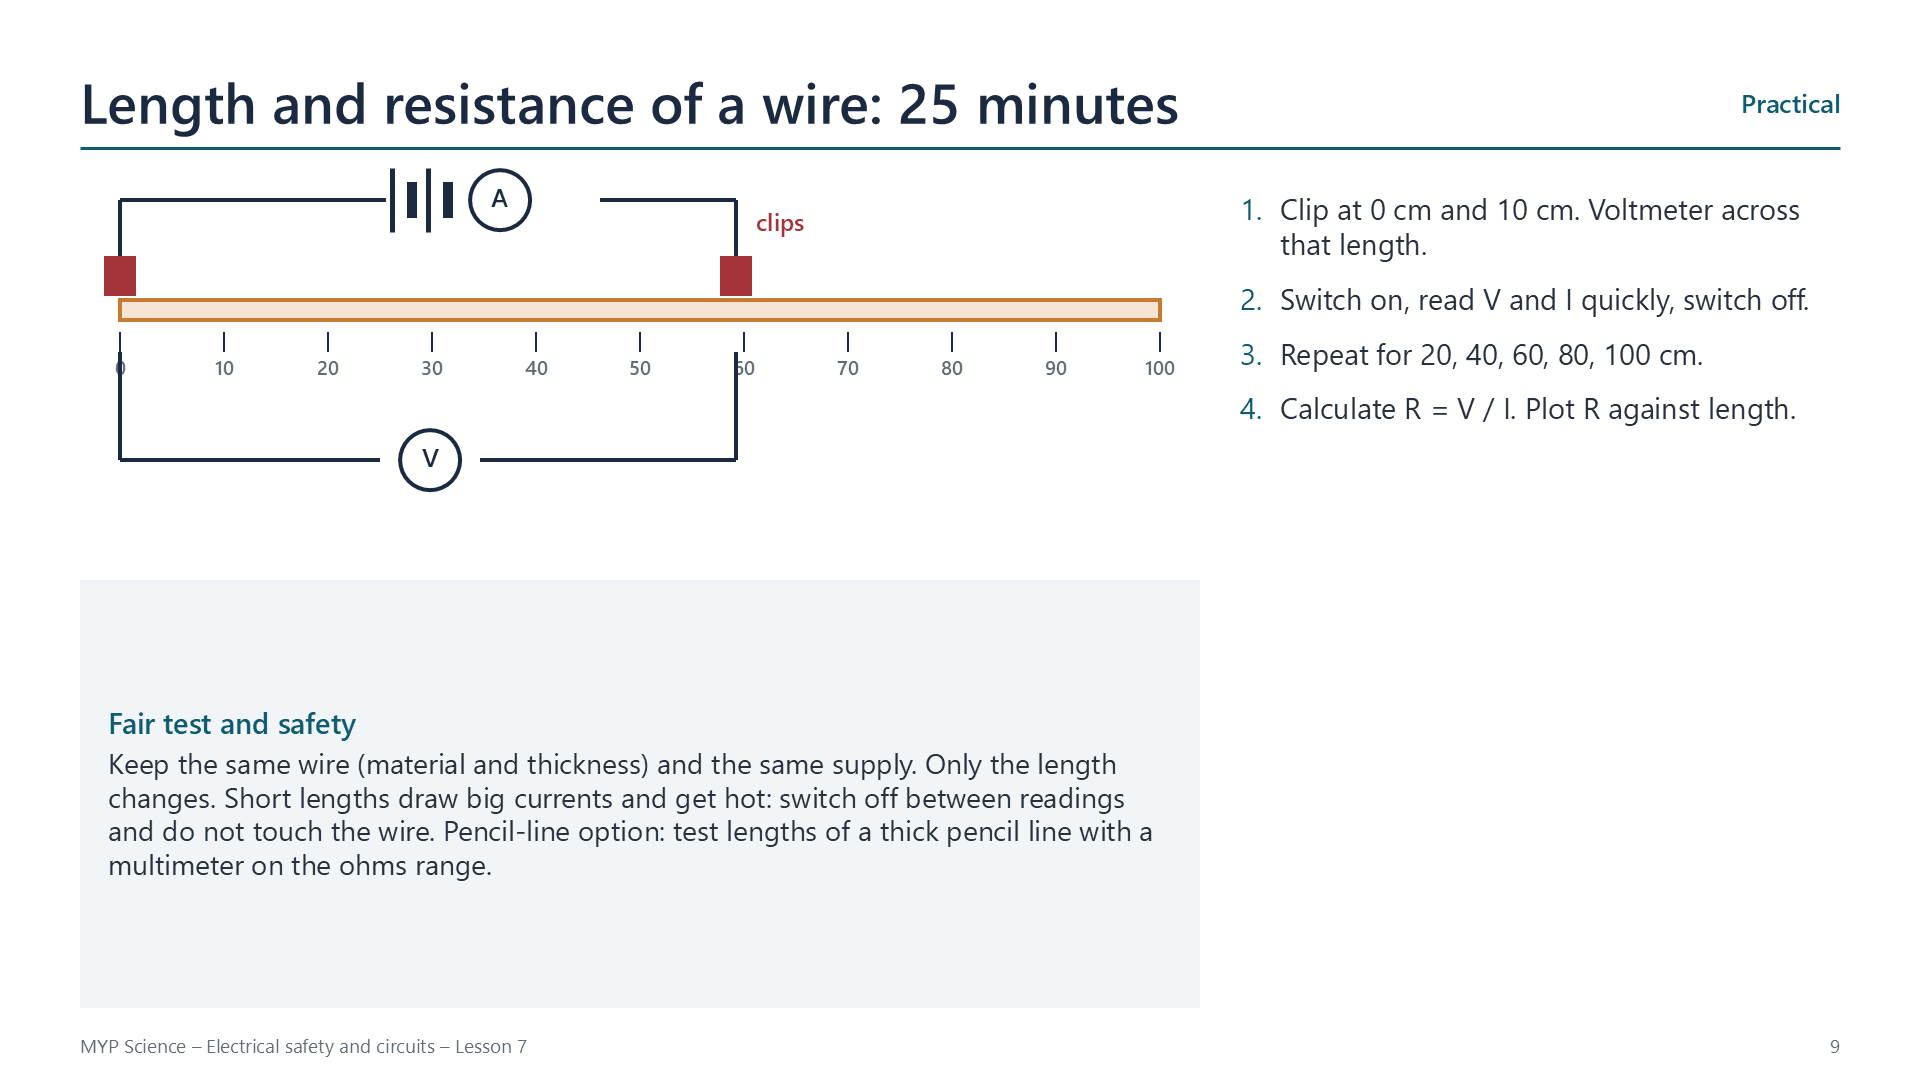 Length and resistance of a wire: 25 minutes
Practical
A
clips
0 10 20 30 40 50 60 70 80 90 100
V
1. Clip at 0 cm and 10 cm. Voltmeter across
that length.
2. Switch on, read V and I quickly, switch off.
3. Repeat for 20, 40, 60, 80, 100 cm.
4. Calculate R = V / I. Plot R against length.
Fair test and safety
Keep the same wire (material and thickness) and the same supply. Only the length
changes. Short lengths draw big currents and get hot: switch off between readings
and do not touch the wire. Pencil-line option: test lengths of a thick pencil line with a
multimeter on the ohms range.
MYP Science – Electrical safety and circuits – Lesson 7
9